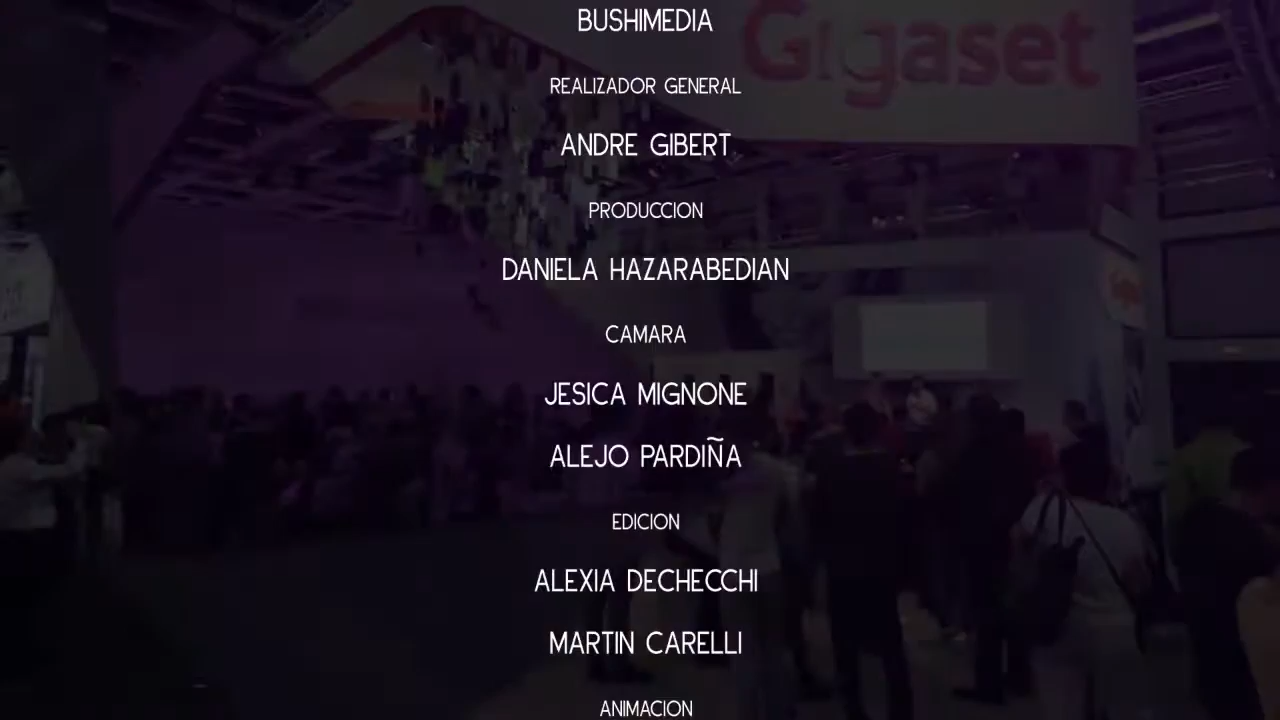 BUSHIMEDIA
Gigaset
REALIZADOR GENERAL
ANDRE GIBERT
PRODUCCION
DANIELA HAZARABEDIAN
CAMARA
JESICA MIGNONE
ALEJO PARDIÑA
EDICION
ALEXIA DECHECCHI
MARTIN CARELLI
ANIMACION